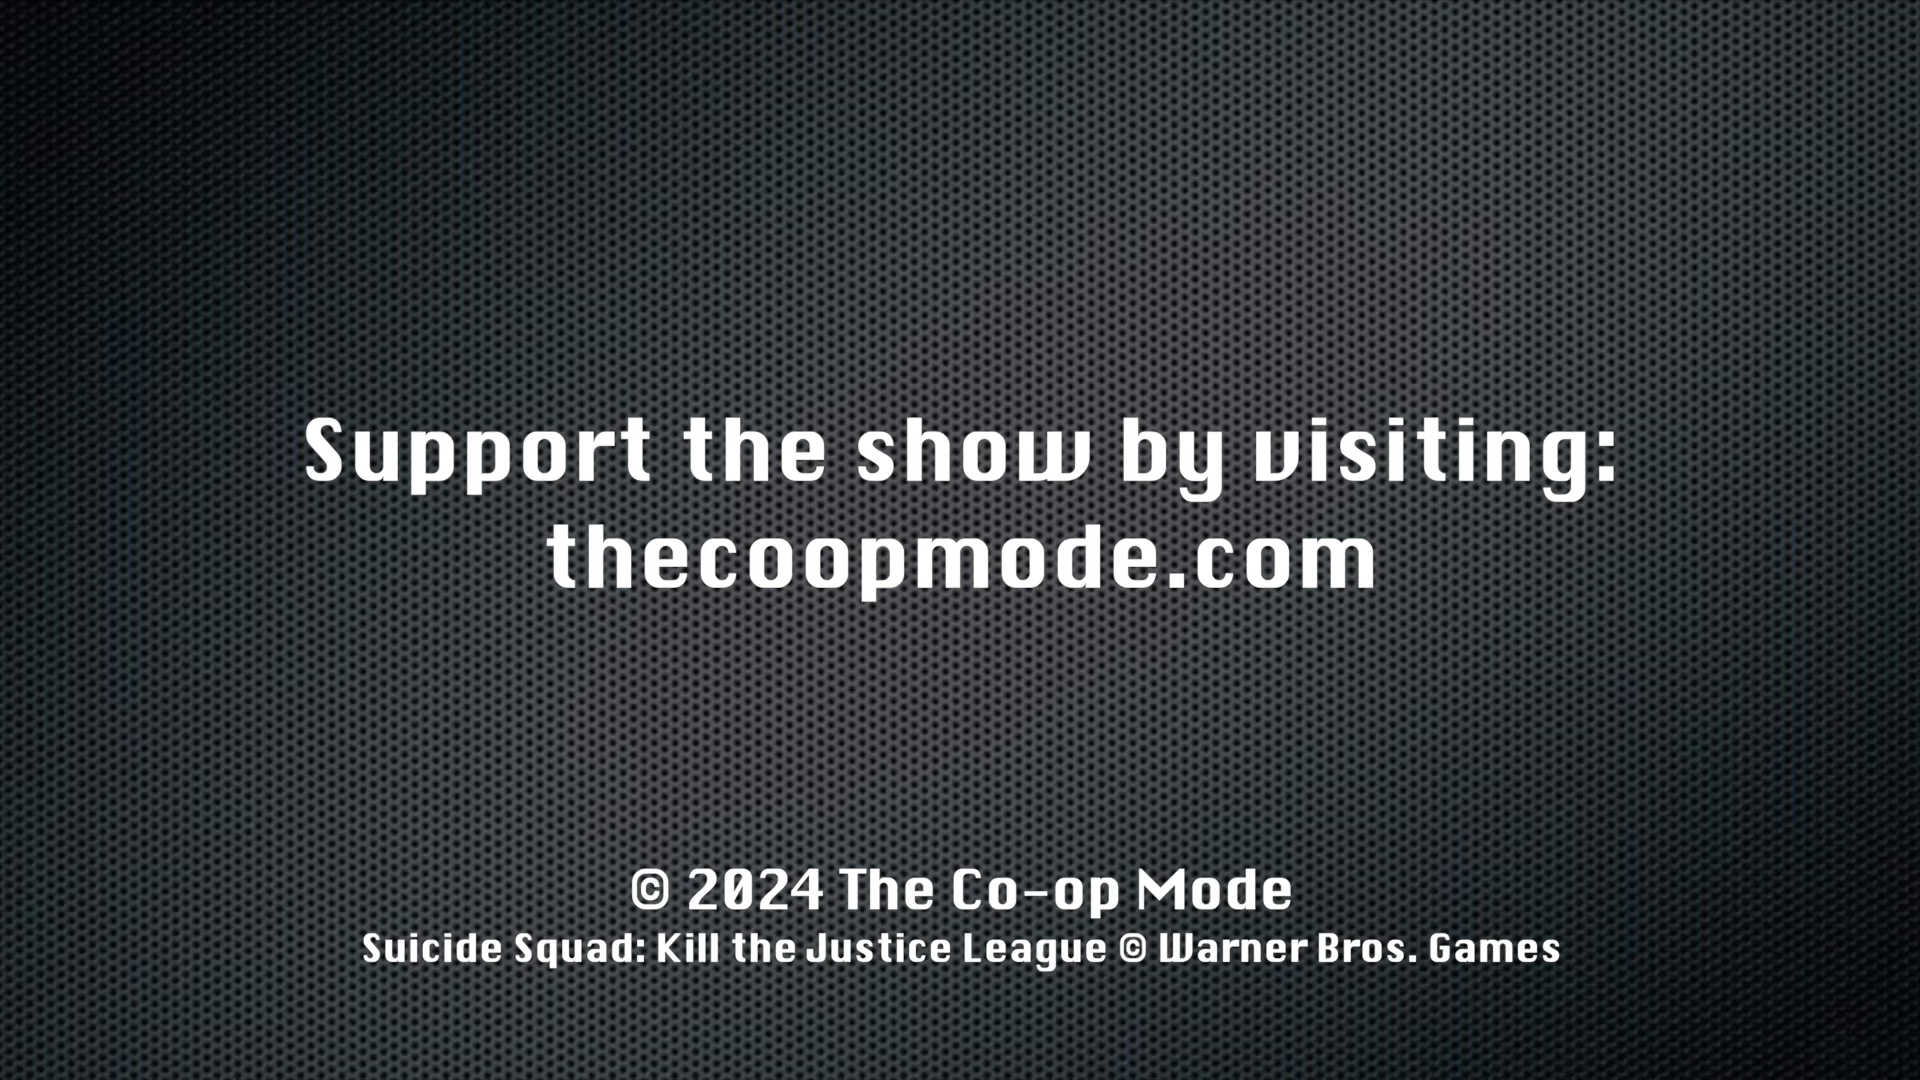 Support the show by visiting:
thecoopmode.com
© 2024 The Co-op Mode
Suicide Squad: Kill the Justice League © Warner Bros. Games